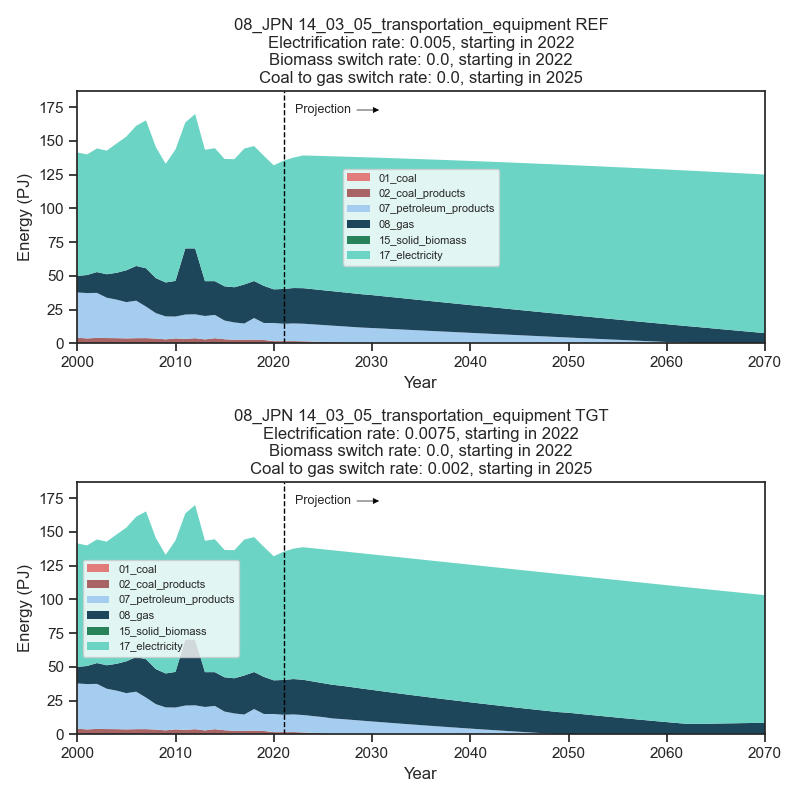 08_JPN 14_03_05_transportation_equipment REF
Electrification rate: 0.005, starting in 2022
Biomass switch rate: 0.0, starting in 2022
Coal to gas switch rate: 0.0, starting in 2025
Energy (PJ)
175
150
125
100
75
50
25
0
Projection
01_coal
02_coal_products
07_petroleum_products
08_gas
15_solid_biomass
17_electricity
2000 2010 2020 2030 2040 2050 2060 2070
Year
08_JPN 14_03_05_transportation_equipment TGT
Electrification rate: 0.0075, starting in 2022
Biomass switch rate: 0.0, starting in 2022
Coal to gas switch rate: 0.002, starting in 2025
Energy (PJ)
175
150
125
100
75
50
25
0
Projection
01_coal
02_coal_products
07_petroleum_products
08_gas
15_solid_biomass
17_electricity
2000 2010 2020 2030 2040 2050 2060 2070
Year